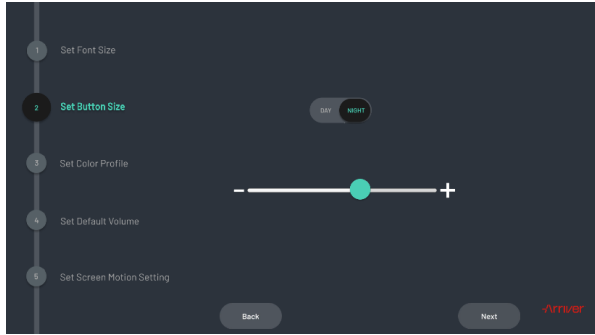 1 Set Font Size
2 Set Button Size
DAY NIGHT
3 Set Color Profile
- +
4 Set Default Volume
5 Set Screen Motion Setting
Back Next
Arriver